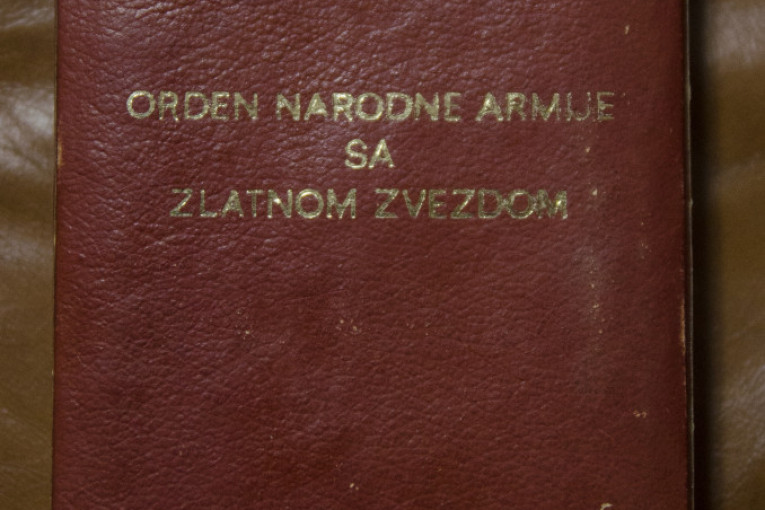 ORDEN NARODNE ARMIJE
SA
ZLATNOM ZVEZDOM